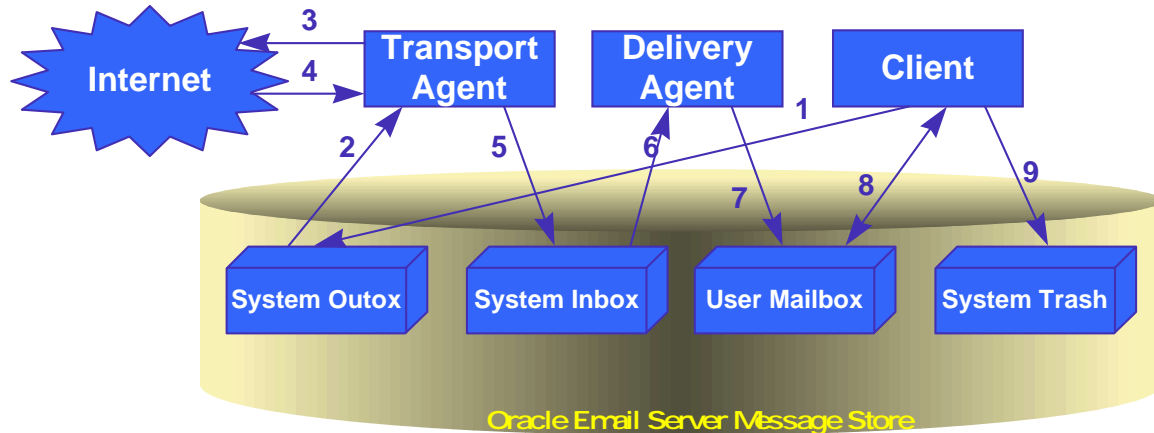 3
Transport
Agent
Delivery
Agent
Client
Internet
4
1
2
5
6
7
8
9
System Outox
System Inbox
User Mailbox
System Trash
Oracle Email Server Message Store